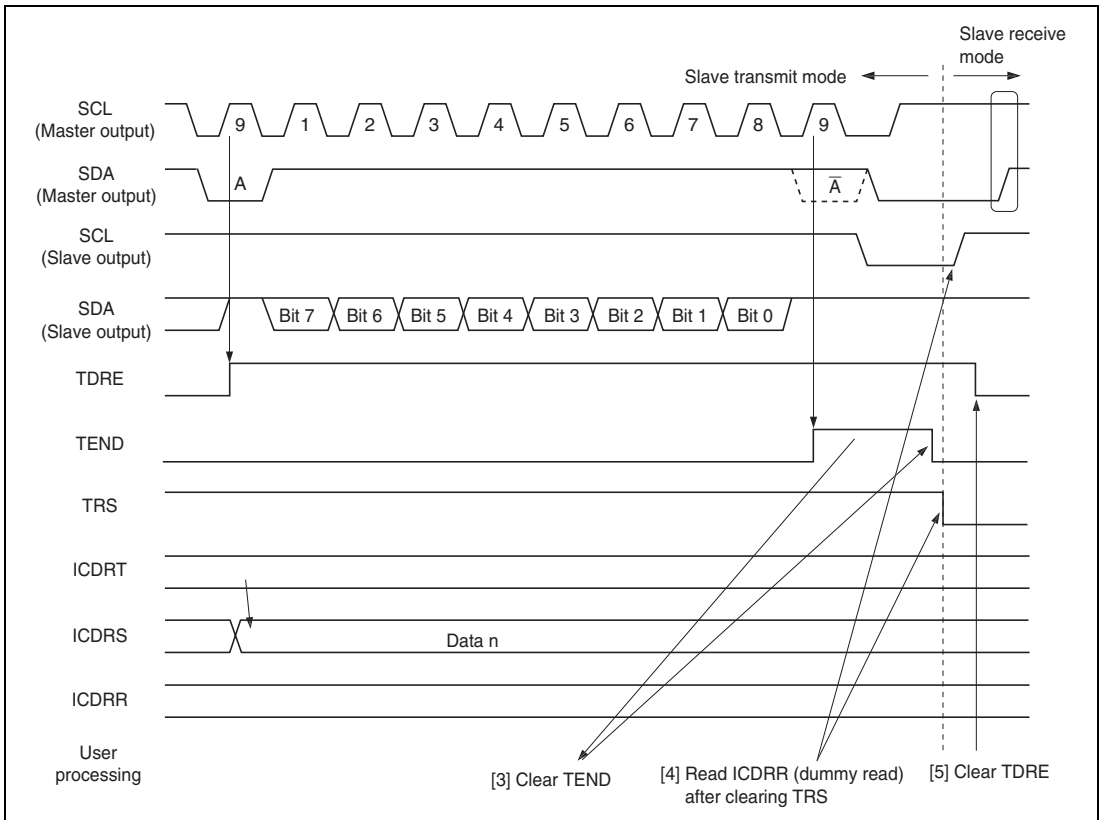 Slave receive
mode
Slave transmit mode
SCL
(Master output)
9 1 2 3 4 5 6 7 8 9
SDA
(Master output)
A A̅
SCL
(Slave output)
SDA
(Slave output)
Bit 7 Bit 6 Bit 5 Bit 4 Bit 3 Bit 2 Bit 1 Bit 0
TDRE
TEND
TRS
ICDRT
ICDRS
Data n
ICDRR
User
processing
[3] Clear TEND
[4] Read ICDRR (dummy read)
after clearing TRS
[5] Clear TDRE